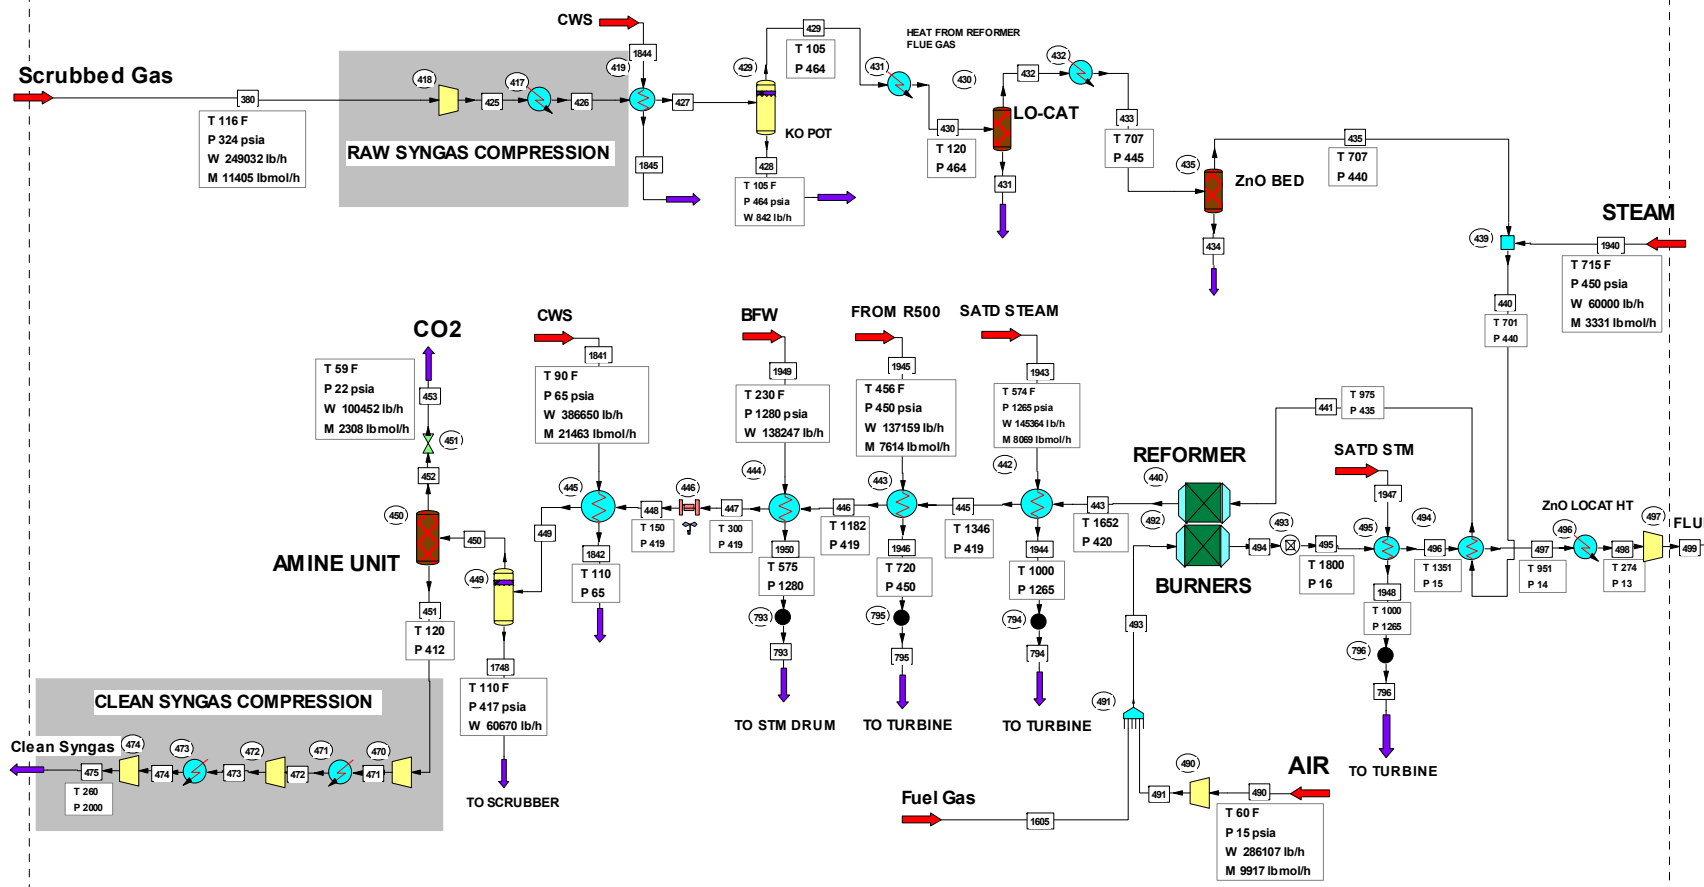 CWS
1844
419
Scrubbed Gas
380
T 116 F
P 324 psia
W 249032 lb/h
M 11405 lbmol/h
418
425
417
426
427
RAW SYNGAS COMPRESSION
1845
429
429
T 105
P 464
KO POT
428
T 105 F
P 464 psia
W 842 lb/h
HEAT FROM REFORMER
FLUE GAS
431
430
430
T 120
P 464
432
LO-CAT
431
432
433
T 707
P 445
435
ZnO BED
434
435
T 707
P 440
STEAM
439
1940
T 715 F
P 450 psia
W 60000 lb/h
M 3331 lbmol/h
440
T 701
P 440
CO2
T 59 F
P 22 psia
W 100452 lb/h
M 2308 lbmol/h
453
451
452
450
450
AMINE UNIT
451
T 120
P 412
CWS
1841
T 90 F
P 65 psia
W 386650 lb/h
M 21463 lbmol/h
445
449
449
1842
T 110
P 65
1748
T 110 F
P 417 psia
W 60670 lb/h
TO SCRUBBER
446
448
T 150
P 419
447
T 300
P 419
BFW
1949
T 230 F
P 1280 psia
W 138247 lb/h
444
1950
T 575
P 1280
793
793
TO STM DRUM
FROM R500
1945
T 456 F
P 450 psia
W 137159 lb/h
M 7614 lbmol/h
443
446
T 1182
P 419
1946
T 720
P 450
795
795
TO TURBINE
SATD STEAM
1943
T 574 F
P 1265 psia
W 145364 lb/h
M 8069 lbmol/h
442
445
T 1346
P 419
1944
T 1000
P 1265
794
794
TO TURBINE
443
T 1652
P 420
REFORMER
440
492
BURNERS
441
T 975
P 435
494
493
495
T 1800
P 16
SAT'D STM
1947
495
494
496
T 1351
P 15
1948
T 1000
P 1265
796
796
TO TURBINE
497
T 951
P 14
ZnO LOCAT HT
496
498
T 274
P 13
497
FLU
499
493
491
Fuel Gas
1605
491
490
AIR
490
T 60 F
P 15 psia
W 286107 lb/h
M 9917 lbmol/h
CLEAN SYNGAS COMPRESSION
Clean Syngas
475
T 260
P 2000
474
474
473
473
472
472
471
471
470